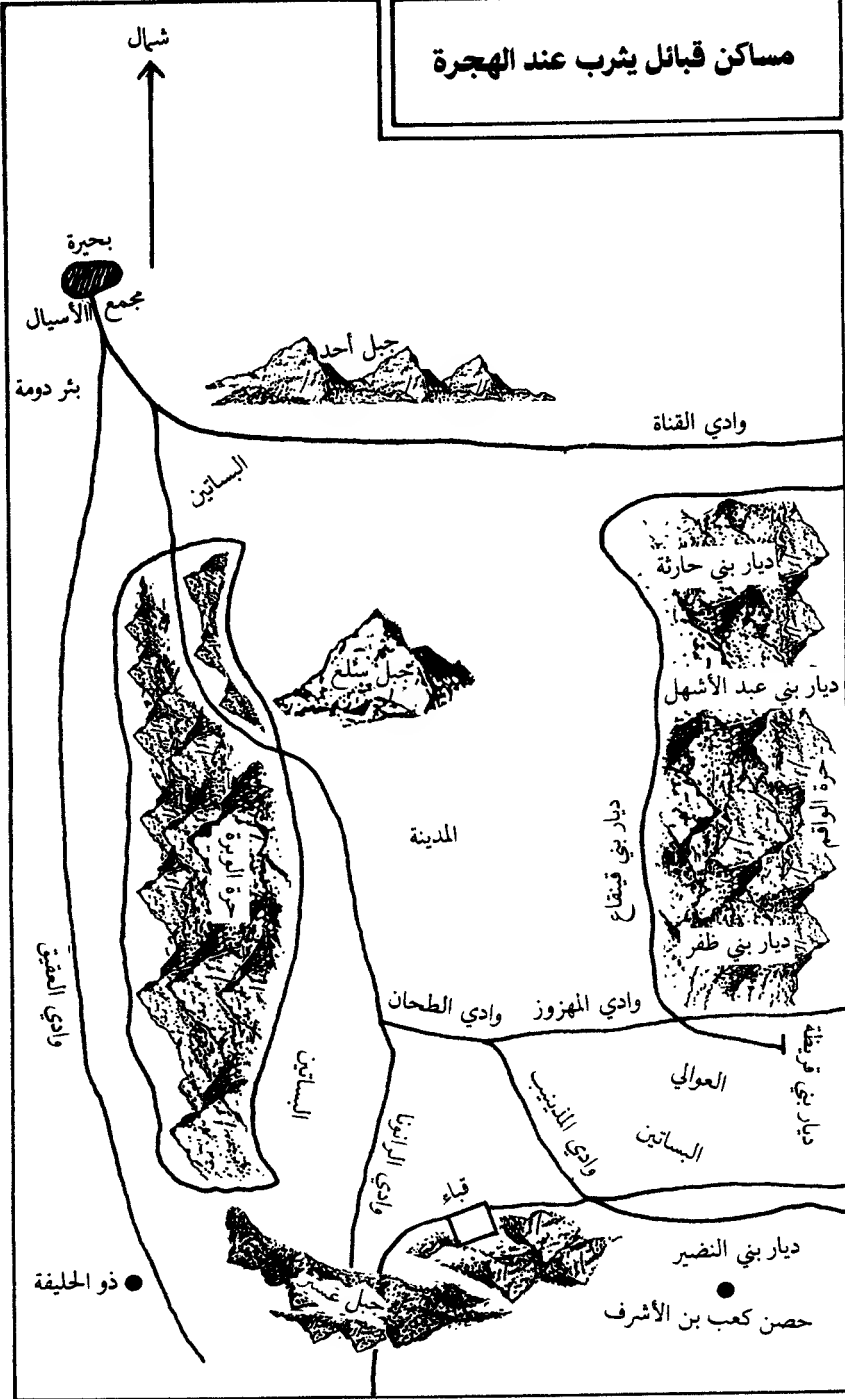 مساكن قبائل يثرب عند الهجرة
شمال
بحيرة
مجمع الأسيال
بئر دومة
جبل أحد
وادي القناة
البساتين
ديار بني حارثة
جبل سلع
ديار بني عبد الأشهل
حرة الواقم
ديار بني قينقاع
المدينة
حرة الوبرة
ديار بني ظفر
وادي العقيق
وادي الطحان
وادي المهزوز
ديار بني قريظة
العوالي
البساتين
البساتين
وادي المذينيب
وادي الرانونا
قباء
ديار بني النضير
ذو الحليفة
جبل عير
حصن كعب بن الأشرف